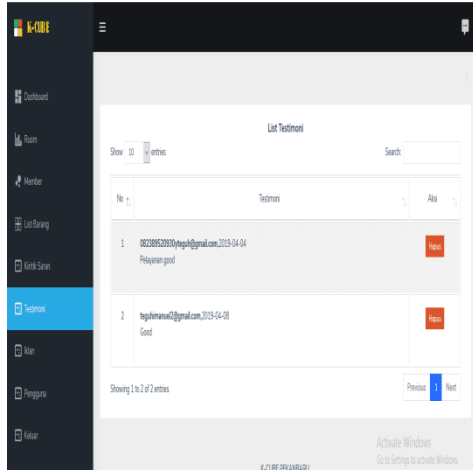 K-CUBE
Dashboard
Room
Member
List Barang
Kiritik Saran
Testimoni
Iklan
Pengguna
Keluar
List Testimoni
Show 10 entries
Search:
No Testimoni Aksi
1 082389520930yteguh@gmail.com,2019-04-04 Hapus
Pelayanan good
2 teguhimanuel2@gmail.com,2019-04-08 Hapus
Good
Showing 1 to 2 of 2 entries
Previous 1 Next
Activate Windows
Go to Settings to activate Windows.
K-CUBE PEKANBARU